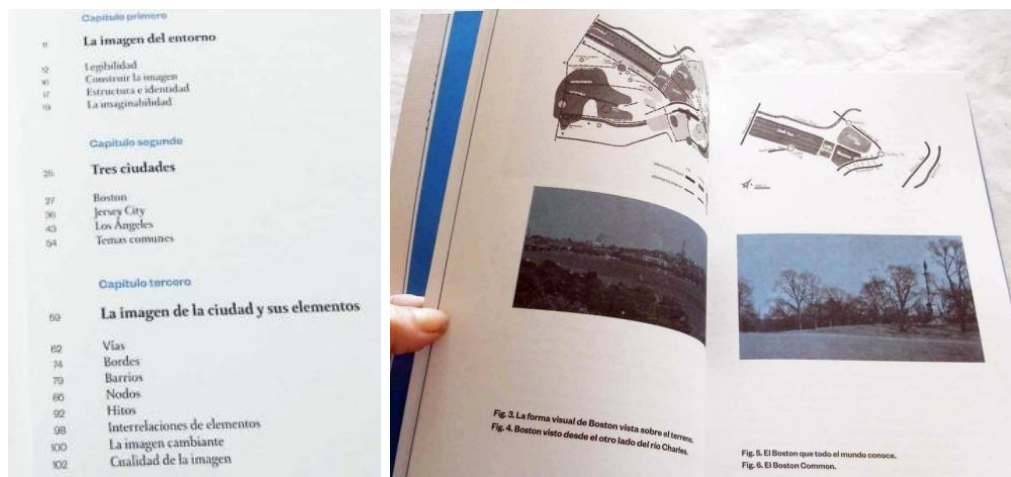 Capítulo primero
11 La imagen del entorno
12 Legibilidad
16 Construir la imagen
17 Estructura e identidad
19 La imaginabilidad
Capítulo segundo
25 Tres ciudades
27 Boston
36 Jersey City
43 Los Ángeles
54 Temas comunes
Capítulo tercero
59 La imagen de la ciudad y sus elementos
62 Vías
74 Bordes
79 Barrios
86 Nodos
92 Hitos
98 Interrelaciones de elementos
100 La imagen cambiante
102 Cualidad de la imagen
Fig. 3. La forma visual de Boston vista sobre el terreno.
Fig. 4. Boston visto desde el otro lado del río Charles.
Fig. 5. El Boston que todo el mundo conoce.
Fig. 6. El Boston Common.